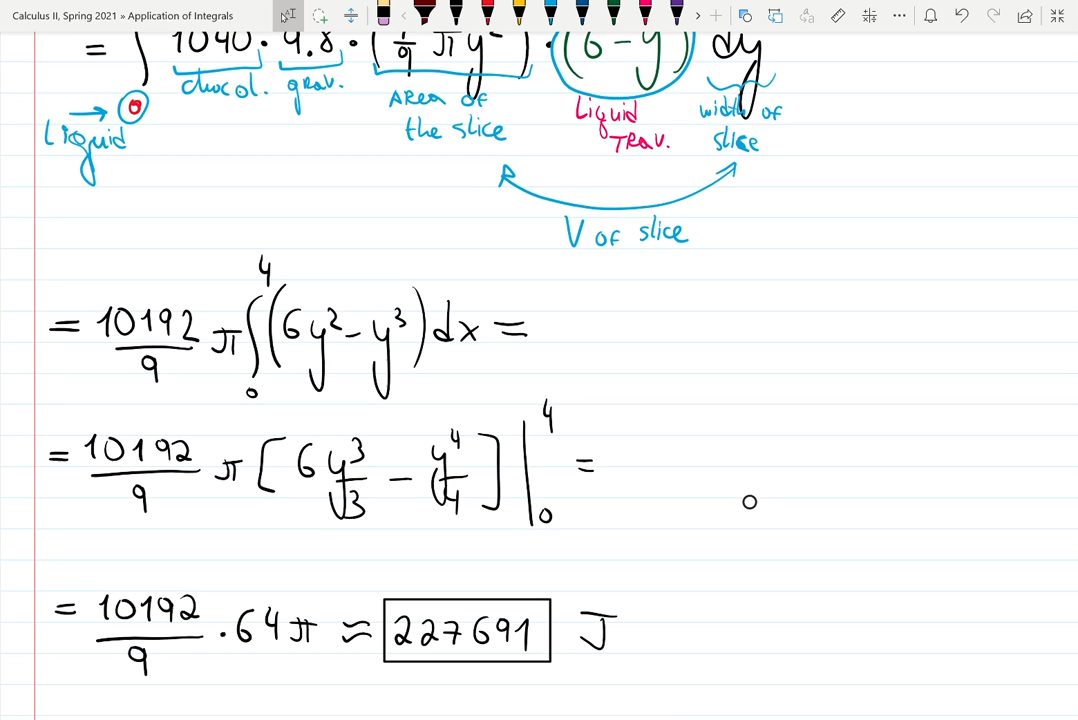 Calculus II, Spring 2021 » Application of Integrals
= ∫ 1040 · 9.8 · (1/9 π y²) · (6 - y) dy
chocol. grav. Area of the slice Liquid Trav. width of slice
→ 0
Liquid
V of slice
= 10192/9 π ∫₀⁴ (6y² - y³) dx =
= 10192/9 π [6 y³/3 - y⁴/4] |₀⁴ =
= 10192/9 · 64π ≈ 227691 J